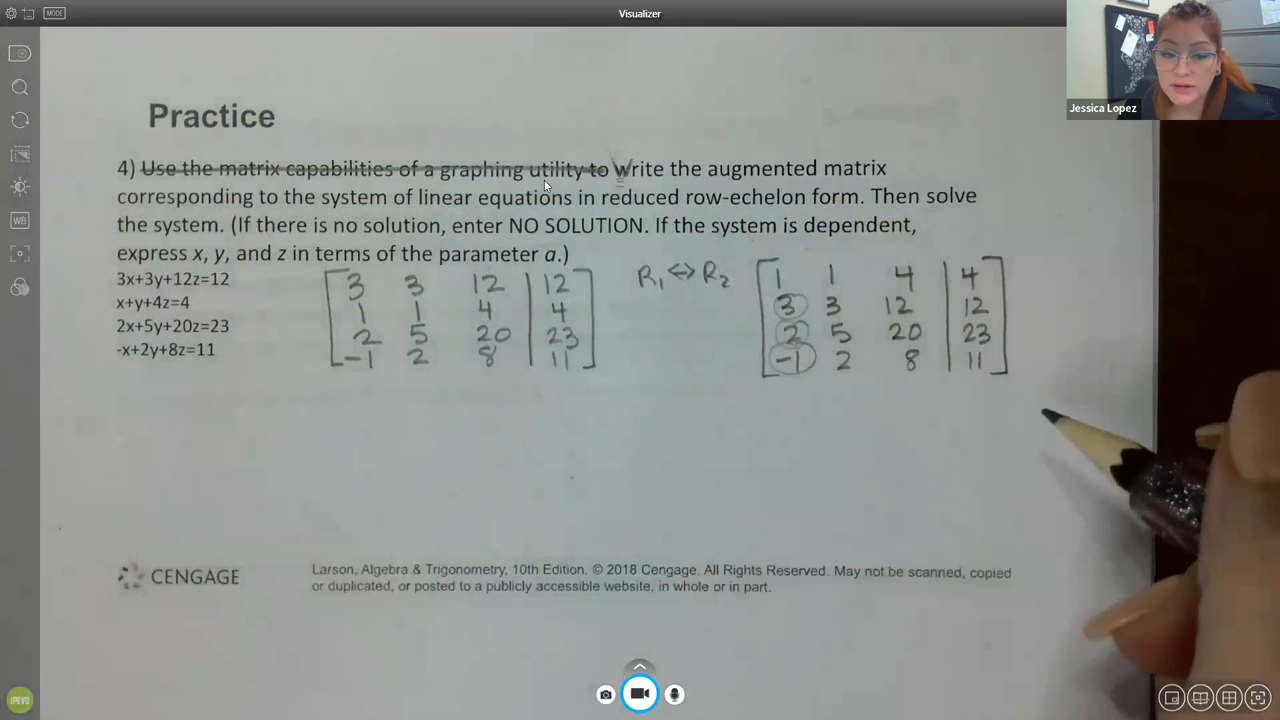 MODE
Visualizer
Jessica Lopez
WB
IPEVO
Practice
4) Use the matrix capabilities of a graphing utility to Write the augmented matrix
corresponding to the system of linear equations in reduced row-echelon form. Then solve
the system. (If there is no solution, enter NO SOLUTION. If the system is dependent,
express x, y, and z in terms of the parameter a.)
3x+3y+12z=12
x+y+4z=4
2x+5y+20z=23
-x+2y+8z=11
3 3 12 | 12
1 1 4 | 4
2 5 20 | 23
-1 2 8 | 11
R₁ ↔ R₂
1 1 4 | 4
3 3 12 | 12
2 5 20 | 23
-1 2 8 | 11
CENGAGE
Larson, Algebra & Trigonometry, 10th Edition. © 2018 Cengage. All Rights Reserved. May not be scanned, copied
or duplicated, or posted to a publicly accessible website, in whole or in part.